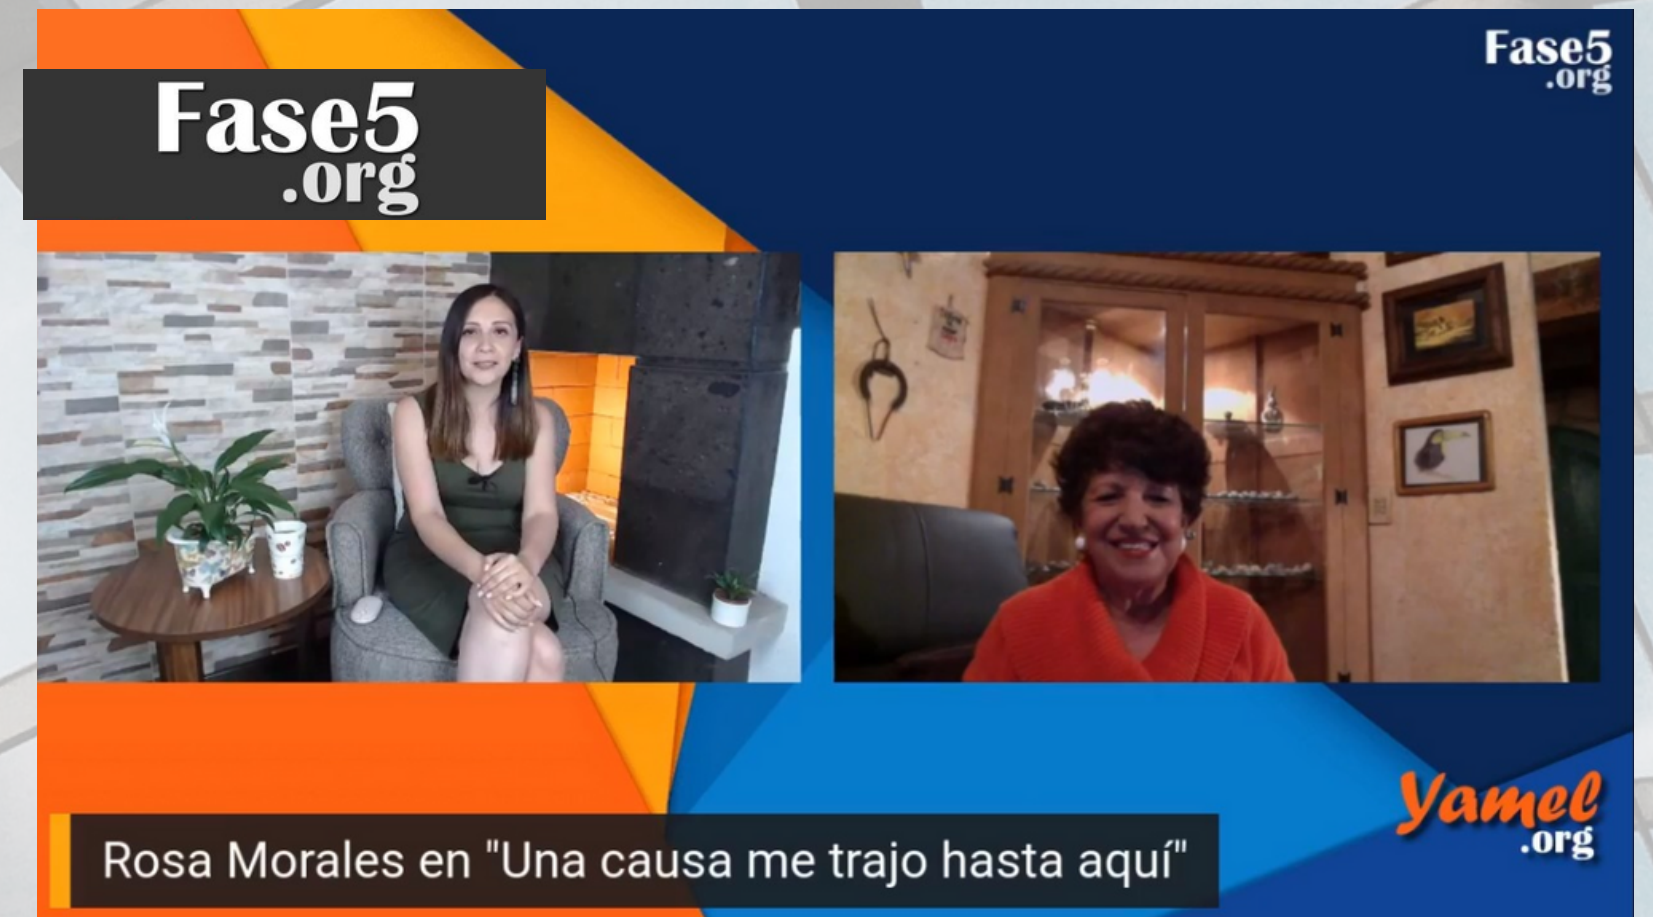 Fase5
.org
Fase5
.org
Yamel
.org
Rosa Morales en "Una causa me trajo hasta aquí"